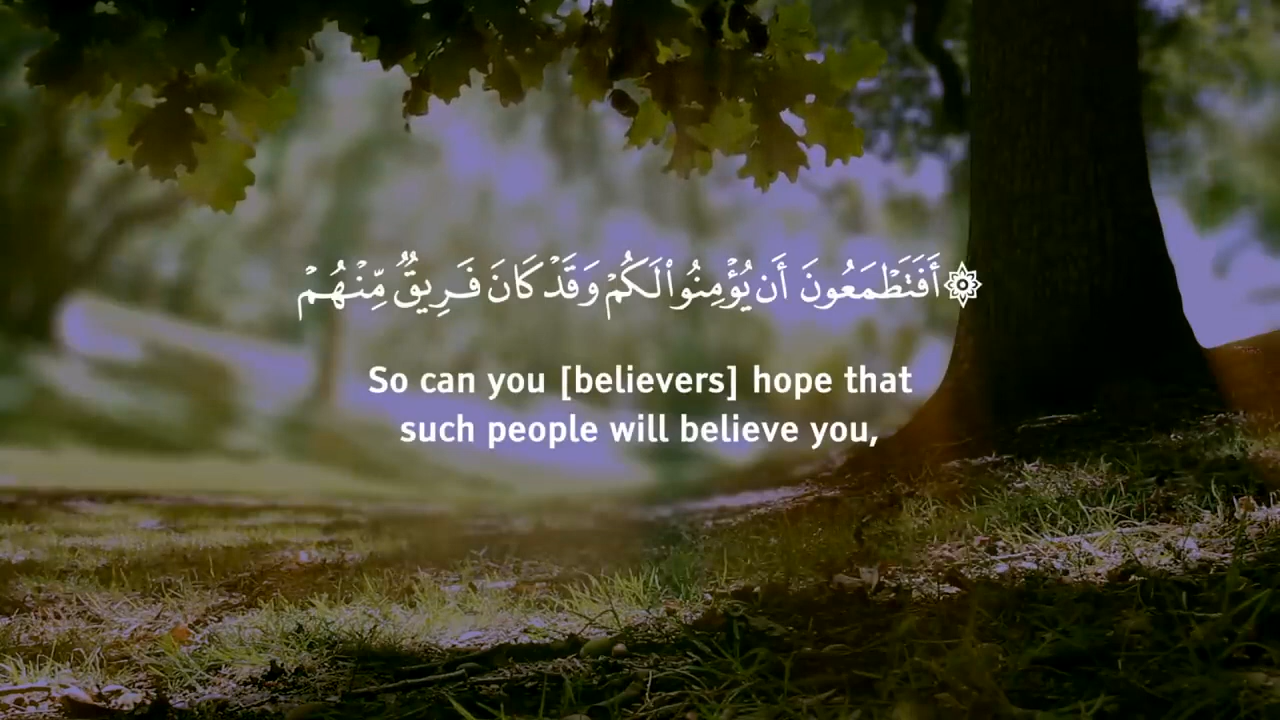 ۞ أَفَتَطْمَعُونَ أَن يُؤْمِنُوا۟ لَكُمْ وَقَدْ كَانَ فَرِيقٌ مِّنْهُمْ
So can you [believers] hope that
such people will believe you,